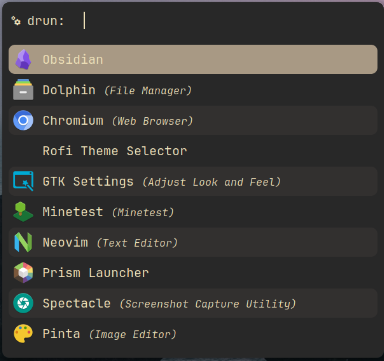 drun:
Obsidian
Dolphin (File Manager)
Chromium (Web Browser)
Rofi Theme Selector
GTK Settings (Adjust Look and Feel)
Minetest (Minetest)
Neovim (Text Editor)
Prism Launcher
Spectacle (Screenshot Capture Utility)
Pinta (Image Editor)